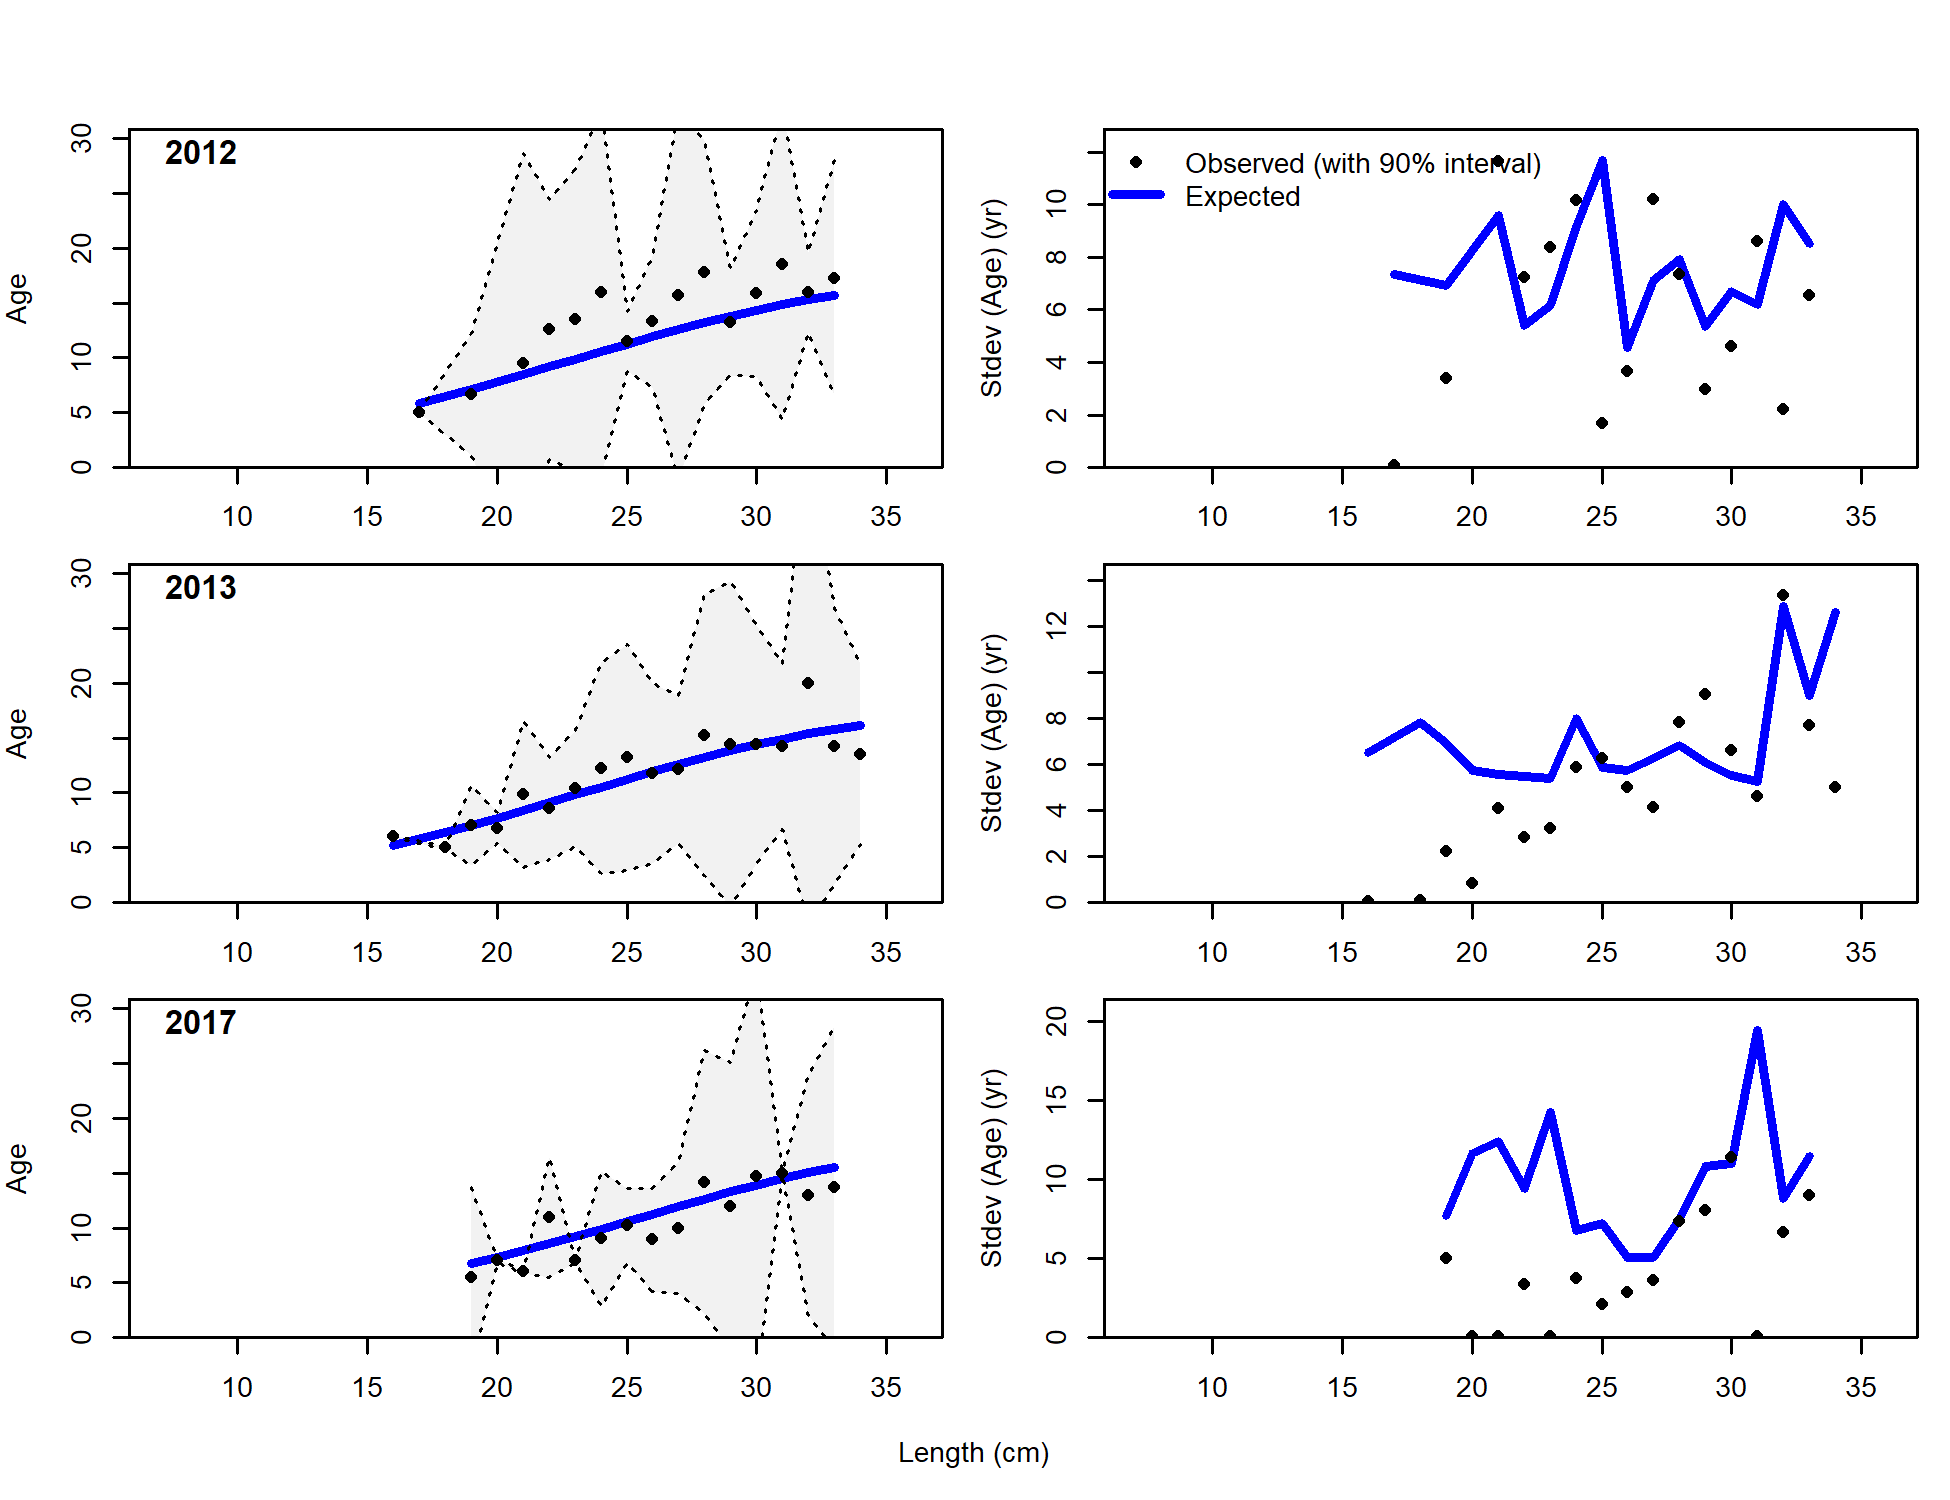 2012
Age
0 5 10 20 30
10 15 20 25 30 35
Observed (with 90% interval)
Expected
Stdev (Age) (yr)
0 2 4 6 8 10
10 15 20 25 30 35
2013
Age
0 5 10 20 30
10 15 20 25 30 35
Stdev (Age) (yr)
0 2 4 6 8 12
10 15 20 25 30 35
2017
Age
0 5 10 20 30
10 15 20 25 30 35
Stdev (Age) (yr)
0 5 10 15 20
10 15 20 25 30 35
Length (cm)